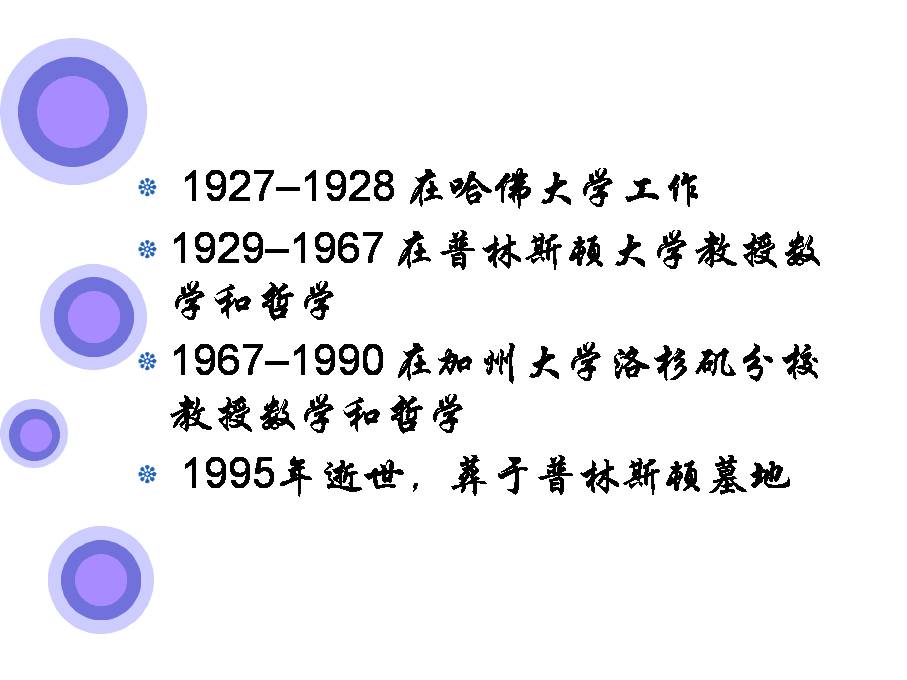 1927–1928 在哈佛大学工作
1929–1967 在普林斯顿大学教授数
学和哲学
1967–1990 在加州大学洛杉矶分校
教授数学和哲学
1995年逝世，葬于普林斯顿墓地